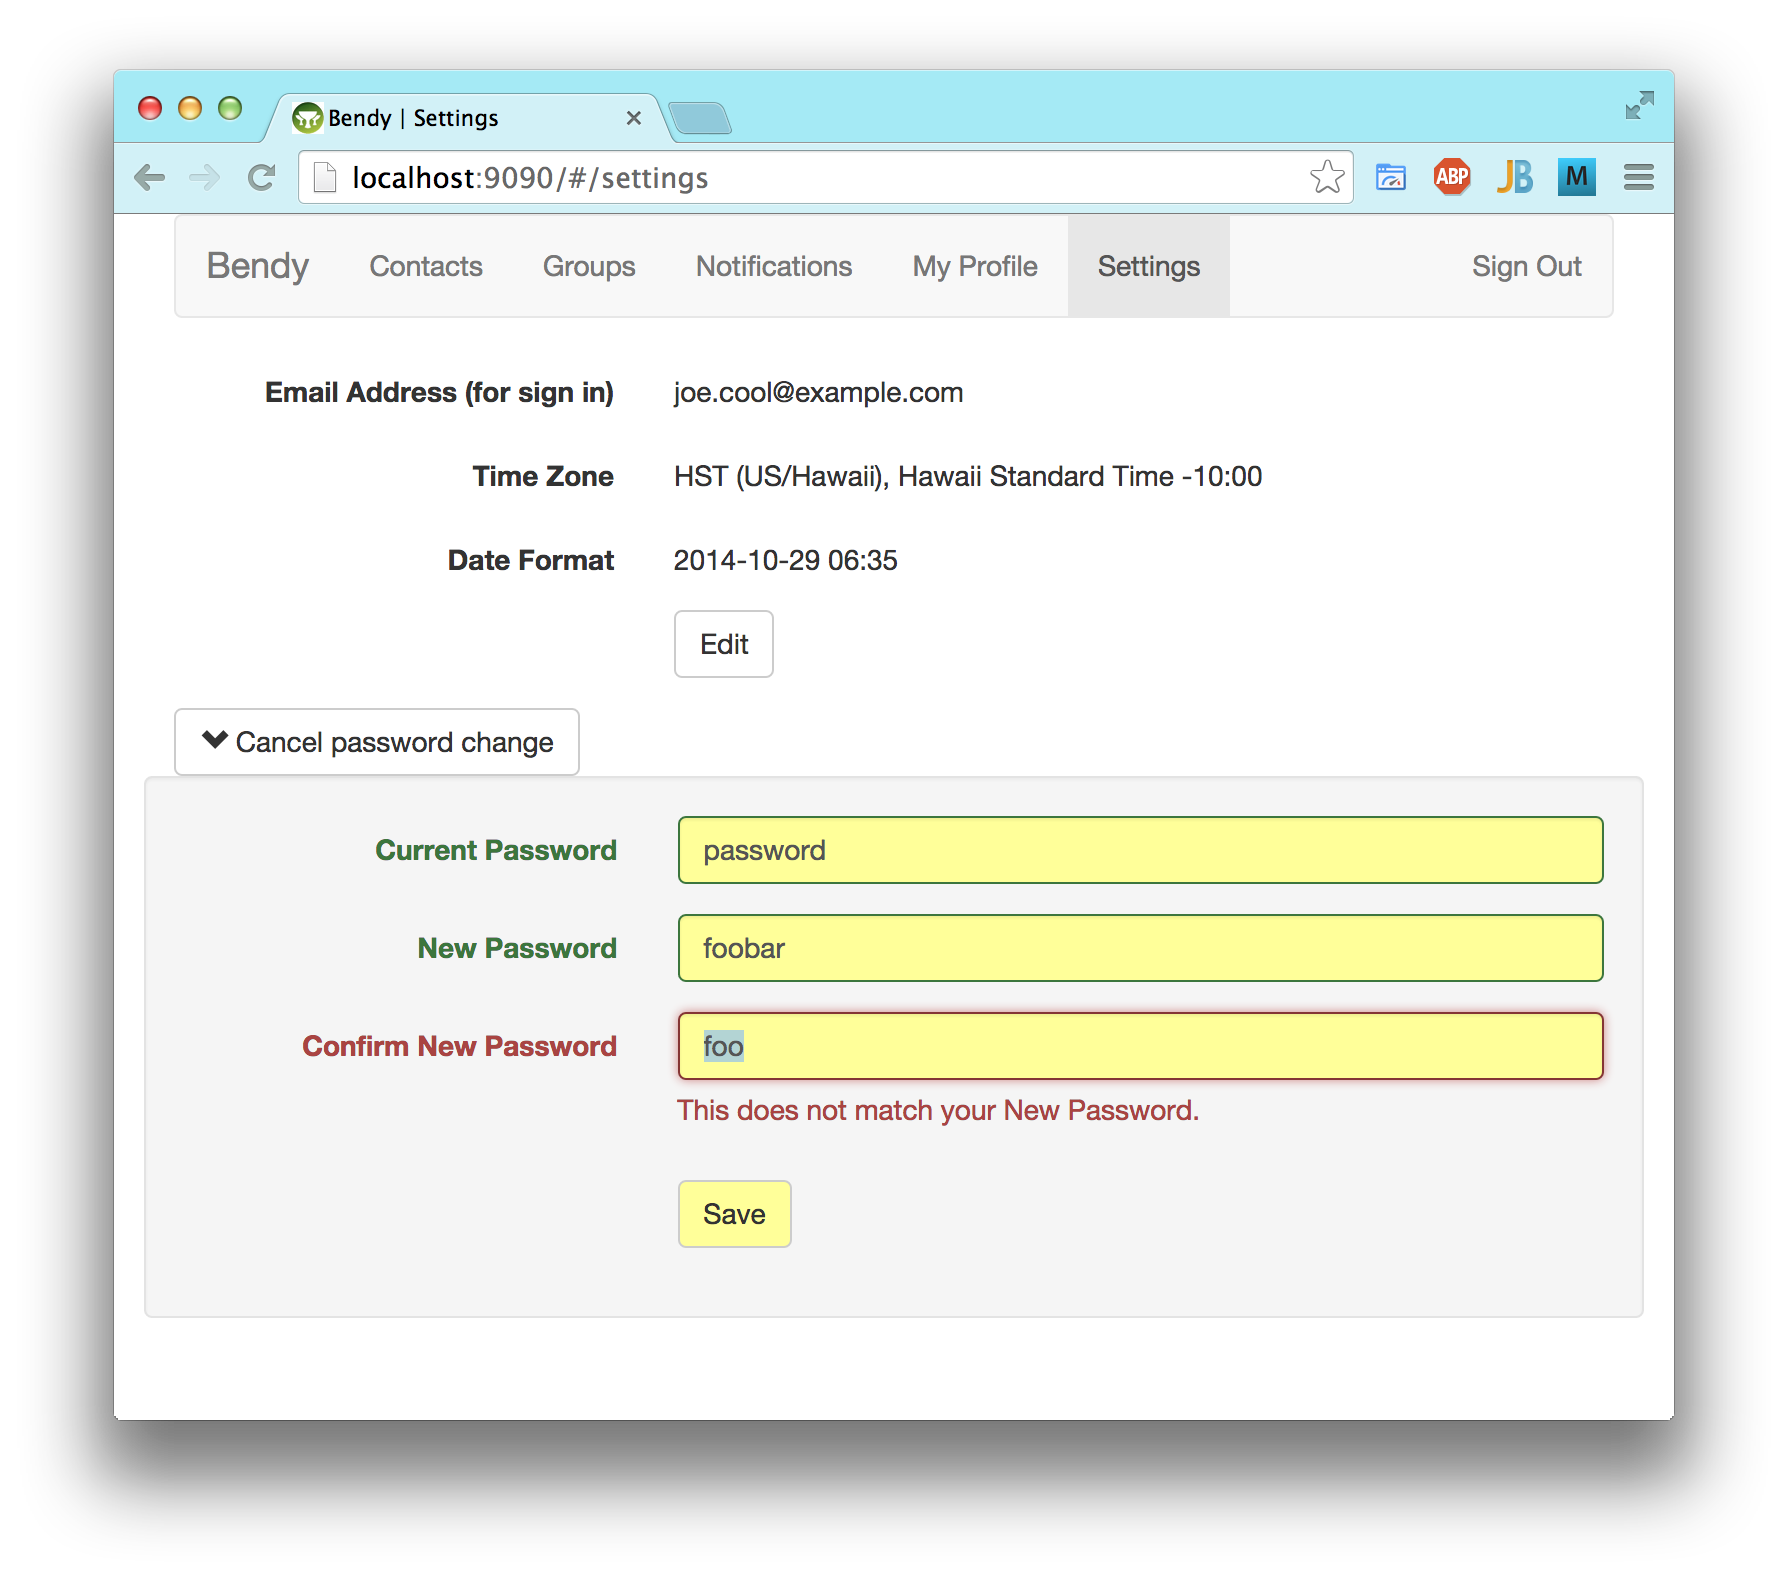 Bendy | Settings
localhost:9090/#/settings
ABP
JB
M
Bendy Contacts Groups Notifications My Profile Settings Sign Out
Email Address (for sign in) joe.cool@example.com
Time Zone HST (US/Hawaii), Hawaii Standard Time -10:00
Date Format 2014-10-29 06:35
Edit
Cancel password change
Current Password password
New Password foobar
Confirm New Password foo
This does not match your New Password.
Save